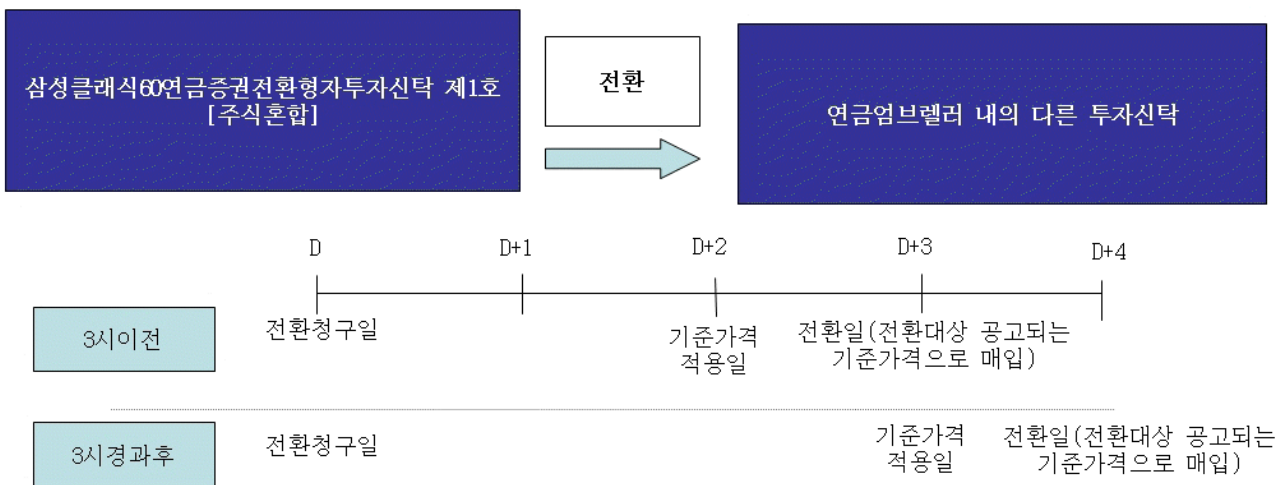 삼성클래식60연금증권전환형자투자신탁 제1호
[주식혼합]
전환
연금엄브렐러 내의 다른 투자신탁
D
D+1
D+2
D+3
D+4
3시이전
전환청구일
기준가격
적용일
전환일(전환대상 공고되는
기준가격으로 매입)
3시경과후
전환청구일
기준가격
적용일
전환일(전환대상 공고되는
기준가격으로 매입)